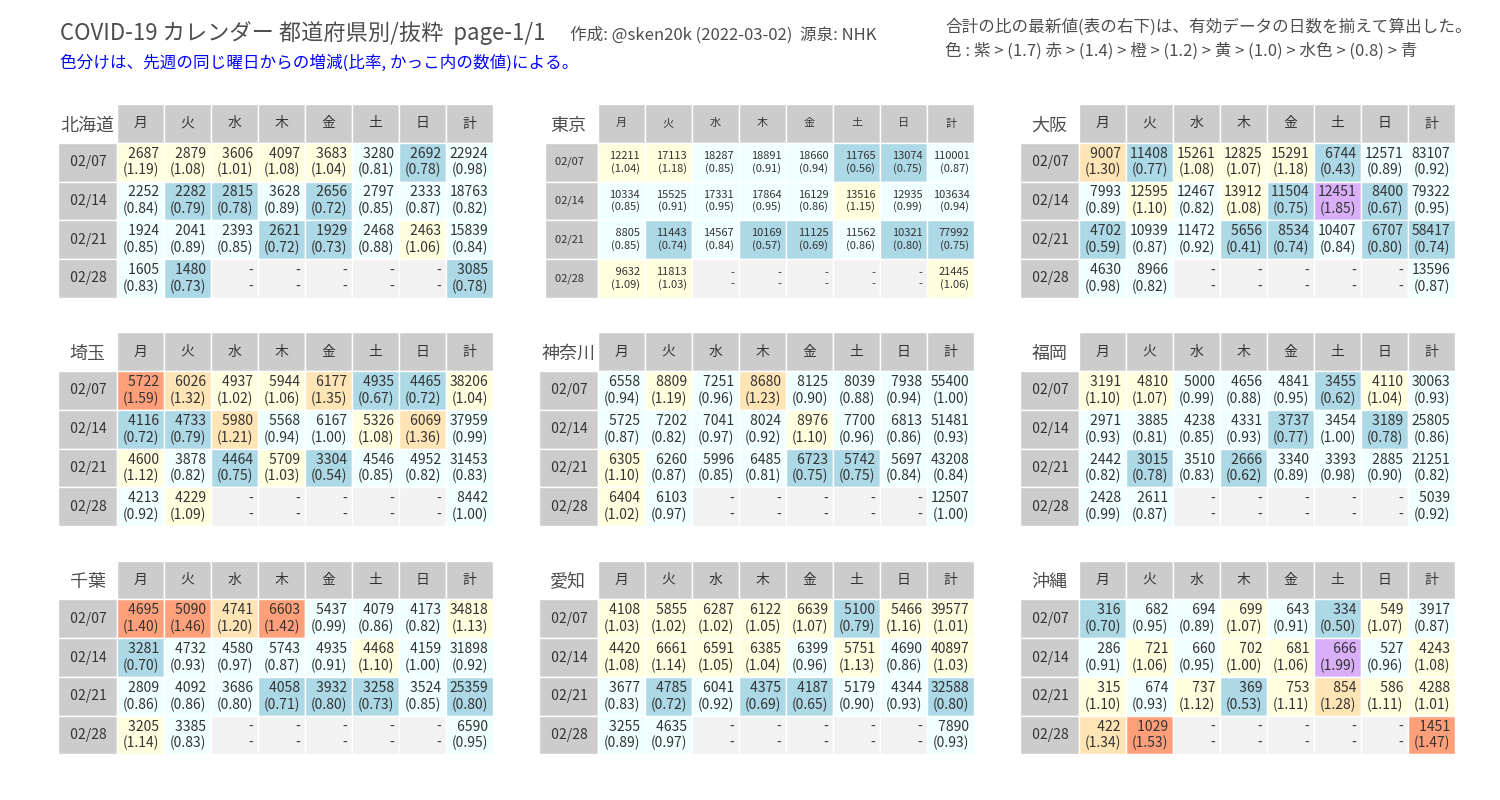 COVID-19 カレンダー 都道府県別/抜粋 page-1/1 作成: @sken20k (2022-03-02) 源泉: NHK
合計の比の最新値(表の右下)は、有効データの日数を揃えて算出した。
色分けは、先週の同じ曜日からの増減(比率, かっこ内の数値)による。
色 : 紫 > (1.7) 赤 > (1.4) > 橙 > (1.2) > 黄 > (1.0) > 水色 > (0.8) > 青
北海道 月 火 水 木 金 土 日 計
02/07 2687 2879 3606 4097 3683 3280 2692 22924
(1.19) (1.08) (1.01) (1.08) (1.04) (0.81) (0.78) (0.98)
02/14 2252 2282 2815 3628 2656 2797 2333 18763
(0.84) (0.79) (0.78) (0.89) (0.72) (0.85) (0.87) (0.82)
02/21 1924 2041 2393 2621 1929 2468 2463 15839
(0.85) (0.89) (0.85) (0.72) (0.73) (0.88) (1.06) (0.84)
02/28 1605 1480 - - - - - 3085
(0.83) (0.73) - - - - - (0.78)
東京 月 火 水 木 金 土 日 計
02/07 12211 17113 18287 18891 18660 11765 13074 110001
(1.04) (1.18) (0.85) (0.91) (0.94) (0.56) (0.75) (0.87)
02/14 10334 15525 17331 17864 16129 13516 12935 103634
(0.85) (0.91) (0.95) (0.95) (0.86) (1.15) (0.99) (0.94)
02/21 8805 11443 14567 10169 11125 11562 10321 77992
(0.85) (0.74) (0.84) (0.57) (0.69) (0.86) (0.80) (0.75)
02/28 9632 11813 - - - - - 21445
(1.09) (1.03) - - - - - (1.06)
大阪 月 火 水 木 金 土 日 計
02/07 9007 11408 15261 12825 15291 6744 12571 83107
(1.30) (0.77) (1.08) (1.07) (1.18) (0.43) (0.89) (0.92)
02/14 7993 12595 12467 13912 11504 12451 8400 79322
(0.89) (1.10) (0.82) (1.08) (0.75) (1.85) (0.67) (0.95)
02/21 4702 10939 11472 5656 8534 10407 6707 58417
(0.59) (0.87) (0.92) (0.41) (0.74) (0.84) (0.80) (0.74)
02/28 4630 8966 - - - - - 13596
(0.98) (0.82) - - - - - (0.87)
埼玉 月 火 水 木 金 土 日 計
02/07 5722 6026 4937 5944 6177 4935 4465 38206
(1.59) (1.32) (1.02) (1.06) (1.35) (0.67) (0.72) (1.04)
02/14 4116 4733 5980 5568 6167 5326 6069 37959
(0.72) (0.79) (1.21) (0.94) (1.00) (1.08) (1.36) (0.99)
02/21 4600 3878 4464 5709 3304 4546 4952 31453
(1.12) (0.82) (0.75) (1.03) (0.54) (0.85) (0.82) (0.83)
02/28 4213 4229 - - - - - 8442
(0.92) (1.09) - - - - - (1.00)
神奈川 月 火 水 木 金 土 日 計
02/07 6558 8809 7251 8680 8125 8039 7938 55400
(0.94) (1.19) (0.96) (1.23) (0.90) (0.88) (0.94) (1.00)
02/14 5725 7202 7041 8024 8976 7700 6813 51481
(0.87) (0.82) (0.97) (0.92) (1.10) (0.96) (0.86) (0.93)
02/21 6305 6260 5996 6485 6723 5742 5697 43208
(1.10) (0.87) (0.85) (0.81) (0.75) (0.75) (0.84) (0.84)
02/28 6404 6103 - - - - - 12507
(1.02) (0.97) - - - - - (1.00)
福岡 月 火 水 木 金 土 日 計
02/07 3191 4810 5000 4656 4841 3455 4110 30063
(1.10) (1.07) (0.99) (0.88) (0.95) (0.62) (1.04) (0.93)
02/14 2971 3885 4238 4331 3737 3454 3189 25805
(0.93) (0.81) (0.85) (0.93) (0.77) (1.00) (0.78) (0.86)
02/21 2442 3015 3510 2666 3340 3393 2885 21251
(0.82) (0.78) (0.83) (0.62) (0.89) (0.98) (0.90) (0.82)
02/28 2428 2611 - - - - - 5039
(0.99) (0.87) - - - - - (0.92)
千葉 月 火 水 木 金 土 日 計
02/07 4695 5090 4741 6603 5437 4079 4173 34818
(1.40) (1.46) (1.20) (1.42) (0.99) (0.86) (0.82) (1.13)
02/14 3281 4732 4580 5743 4935 4468 4159 31898
(0.70) (0.93) (0.97) (0.87) (0.91) (1.10) (1.00) (0.92)
02/21 2809 4092 3686 4058 3932 3258 3524 25359
(0.86) (0.86) (0.80) (0.71) (0.80) (0.73) (0.85) (0.80)
02/28 3205 3385 - - - - - 6590
(1.14) (0.83) - - - - - (0.95)
愛知 月 火 水 木 金 土 日 計
02/07 4108 5855 6287 6122 6639 5100 5466 39577
(1.03) (1.02) (1.02) (1.05) (1.07) (0.79) (1.16) (1.01)
02/14 4420 6661 6591 6385 6399 5751 4690 40897
(1.08) (1.14) (1.05) (1.04) (0.96) (1.13) (0.86) (1.03)
02/21 3677 4785 6041 4375 4187 5179 4344 32588
(0.83) (0.72) (0.92) (0.69) (0.65) (0.90) (0.93) (0.80)
02/28 3255 4635 - - - - - 7890
(0.89) (0.97) - - - - - (0.93)
沖縄 月 火 水 木 金 土 日 計
02/07 316 682 694 699 643 334 549 3917
(0.70) (0.95) (0.89) (1.07) (0.91) (0.50) (1.07) (0.87)
02/14 286 721 660 702 681 666 527 4243
(0.91) (1.06) (0.95) (1.00) (1.06) (1.99) (0.96) (1.08)
02/21 315 674 737 369 753 854 586 4288
(1.10) (0.93) (1.12) (0.53) (1.11) (1.28) (1.11) (1.01)
02/28 422 1029 - - - - - 1451
(1.34) (1.53) - - - - - (1.47)